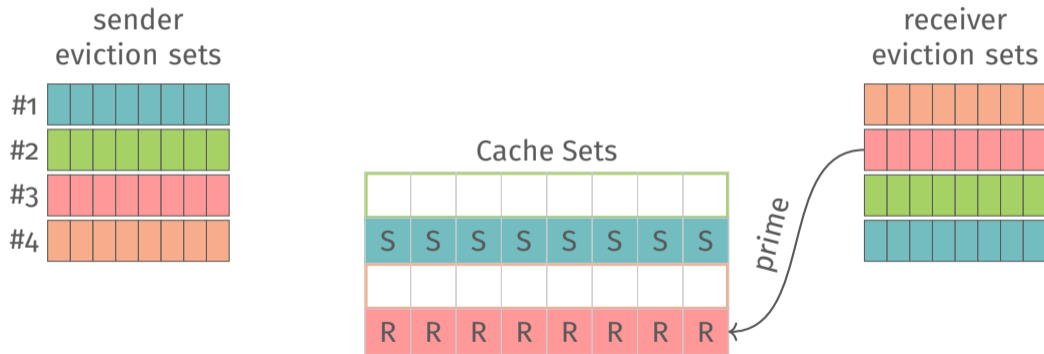 sender
eviction sets
#1
#2
#3
#4
Cache Sets
S S S S S S S S
R R R R R R R R
prime
receiver
eviction sets